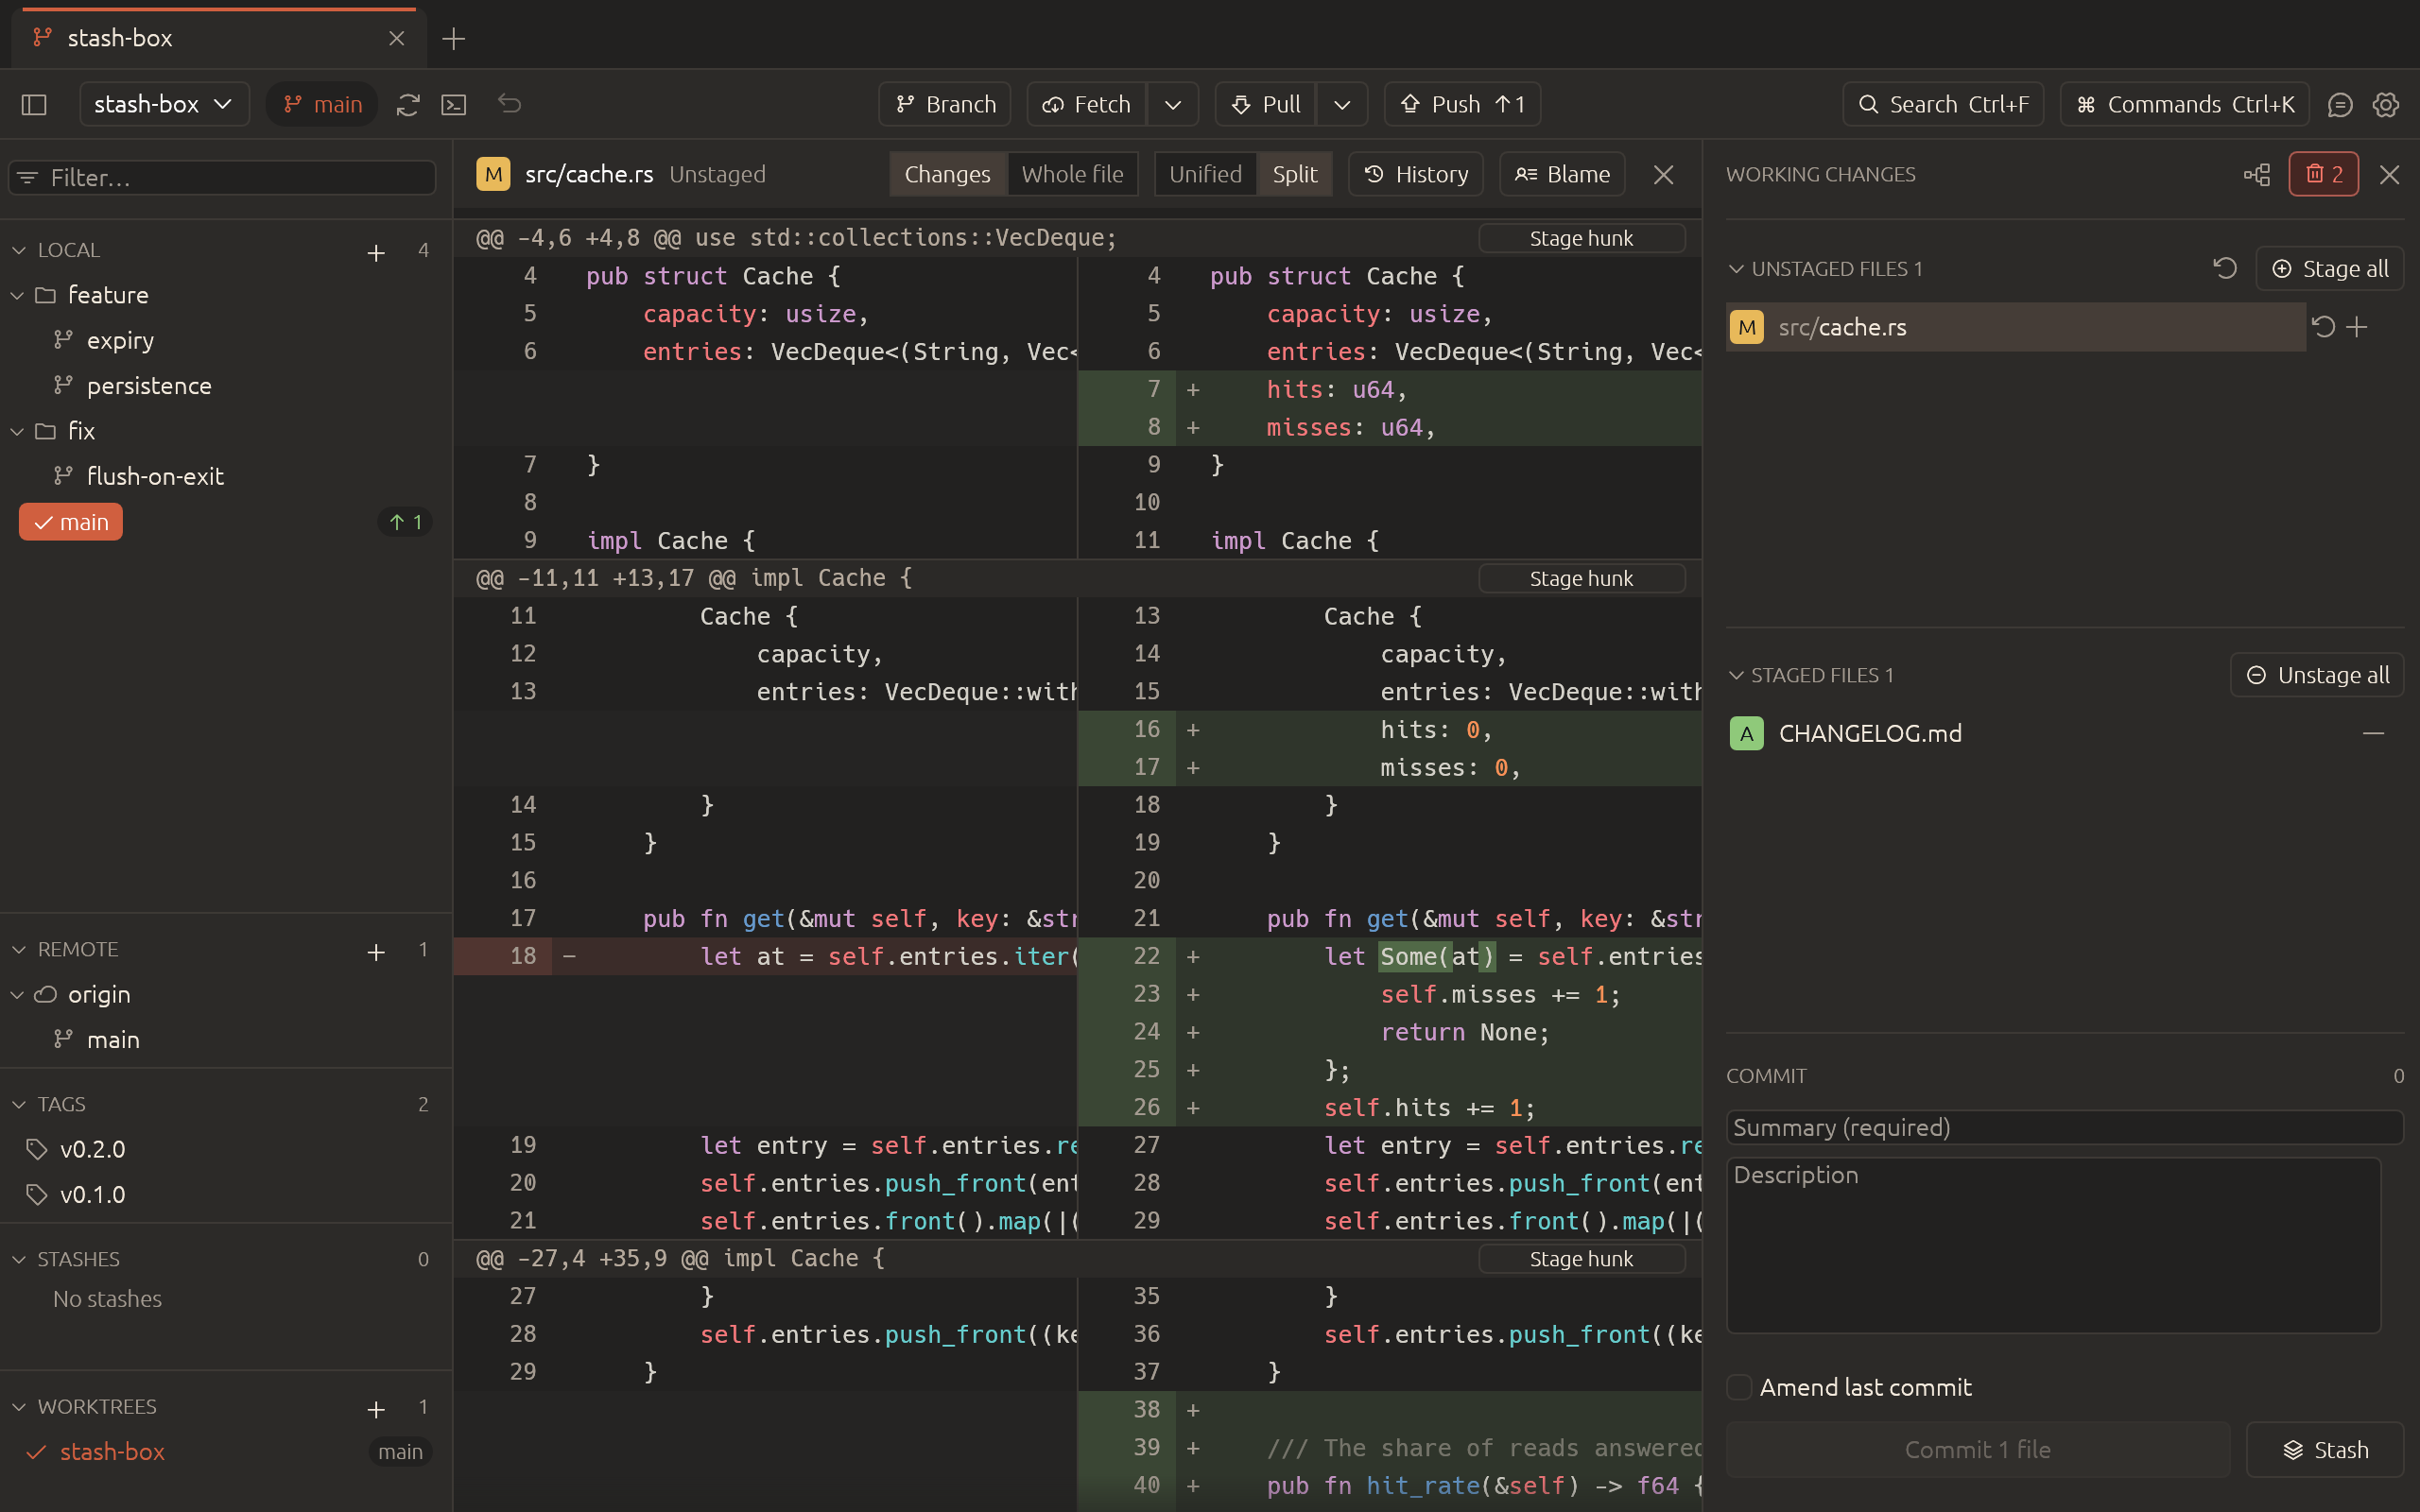 stash-box
stash-box
main
Branch
Fetch
Pull
Push ↑1
Search Ctrl+F
Commands Ctrl+K
Filter...
LOCAL
4
feature
expiry
persistence
fix
flush-on-exit
main
↑ 1
REMOTE
1
origin
main
TAGS
2
v0.2.0
v0.1.0
STASHES
0
No stashes
WORKTREES
1
stash-box
main
M src/cache.rs Unstaged
Changes
Whole file
Unified
Split
History
Blame
@@ -4,6 +4,8 @@ use std::collections::VecDeque;
Stage hunk
4 pub struct Cache { 4 pub struct Cache {
5 capacity: usize, 5 capacity: usize,
6 entries: VecDeque<(String, Vec< 6 entries: VecDeque<(String, Vec<
7 + hits: u64,
8 + misses: u64,
7 } 9 }
8 10
9 impl Cache { 11 impl Cache {
@@ -11,11 +13,17 @@ impl Cache {
Stage hunk
11 Cache { 13 Cache {
12 capacity, 14 capacity,
13 entries: VecDeque::with 15 entries: VecDeque::with
16 + hits: 0,
17 + misses: 0,
14 } 18 }
15 } 19 }
16 20
17 pub fn get(&mut self, key: &str 21 pub fn get(&mut self, key: &str
18 − let at = self.entries.iter( 22 + let Some(at) = self.entries
23 + self.misses += 1;
24 + return None;
25 + };
26 + self.hits += 1;
19 let entry = self.entries.re 27 let entry = self.entries.re
20 self.entries.push_front(ent 28 self.entries.push_front(ent
21 self.entries.front().map(|( 29 self.entries.front().map(|(
@@ -27,4 +35,9 @@ impl Cache {
Stage hunk
27 } 35 }
28 self.entries.push_front((ke 36 self.entries.push_front((ke
29 } 37 }
38 +
39 + /// The share of reads answered
40 + pub fn hit_rate(&self) -> f64 {
WORKING CHANGES
2
UNSTAGED FILES 1
Stage all
M src/cache.rs
STAGED FILES 1
Unstage all
A CHANGELOG.md
COMMIT
0
Summary (required)
Description
Amend last commit
Commit 1 file
Stash